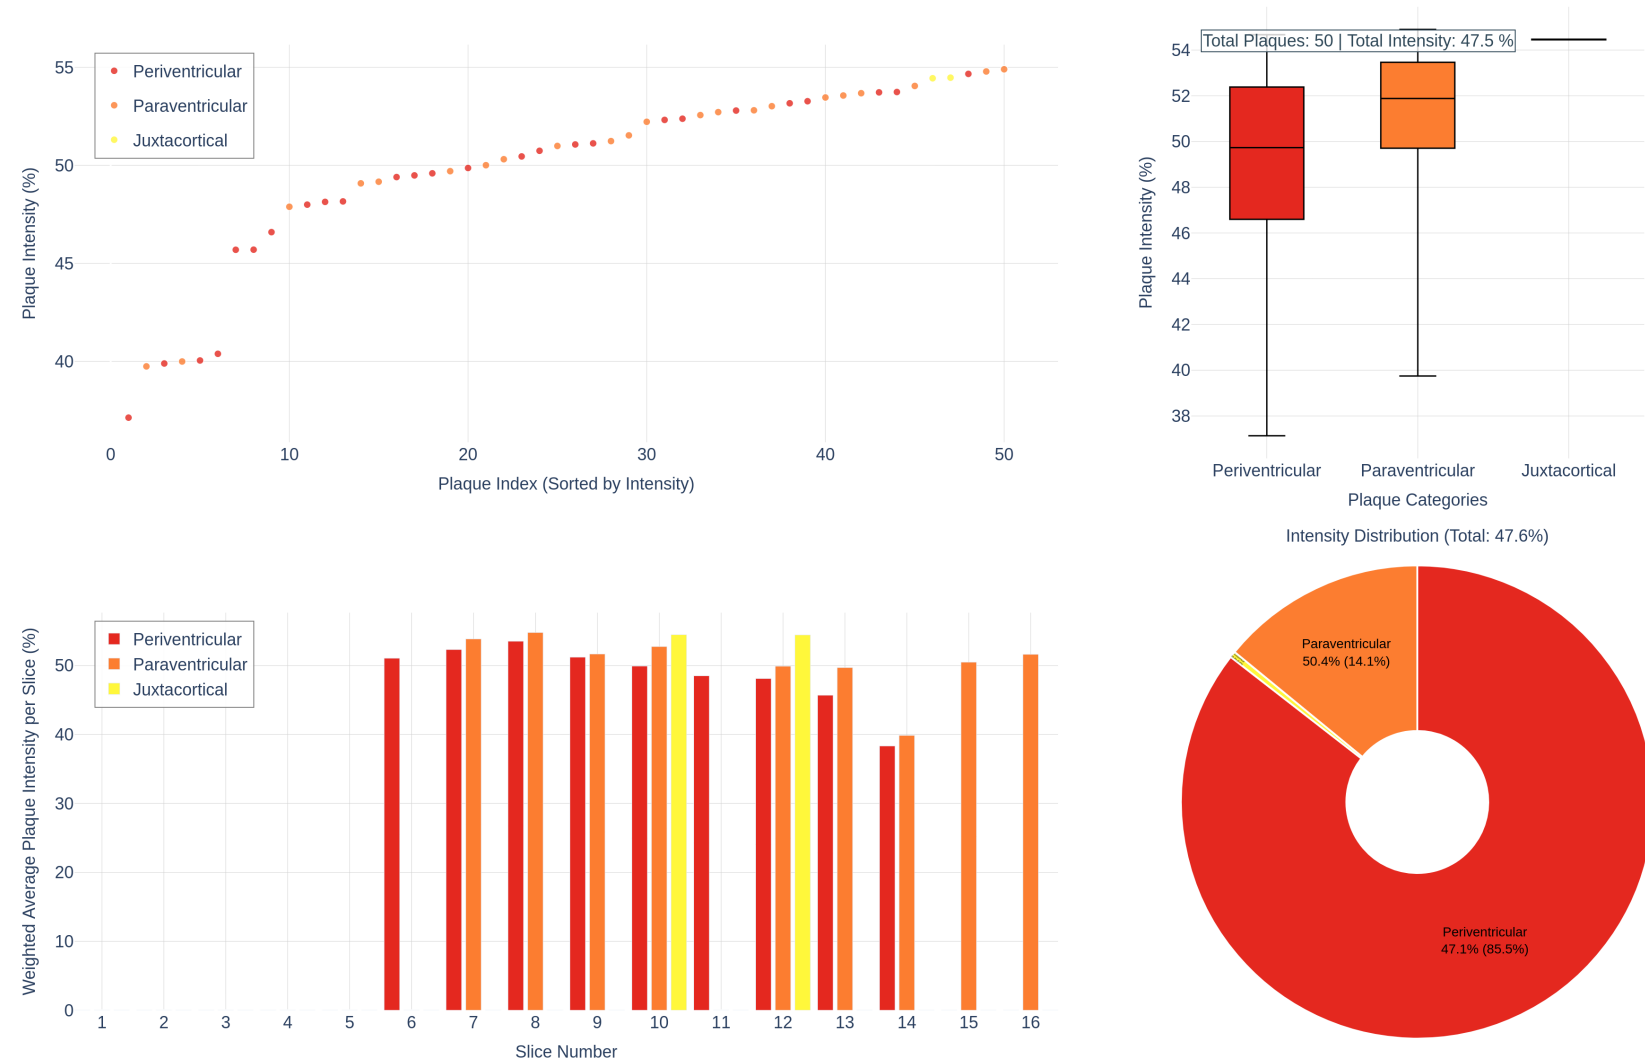 Periventricular
Paraventricular
Juxtacortical
Plaque Intensity (%)
55
50
45
40
0 10 20 30 40 50
Plaque Index (Sorted by Intensity)
Total Plaques: 50 | Total Intensity: 47.5 %
Plaque Intensity (%)
54
52
50
48
46
44
42
40
38
Periventricular Paraventricular Juxtacortical
Plaque Categories
Periventricular
Paraventricular
Juxtacortical
Weighted Average Plaque Intensity per Slice (%)
50
40
30
20
10
0
1 2 3 4 5 6 7 8 9 10 11 12 13 14 15 16
Slice Number
Intensity Distribution (Total: 47.6%)
Paraventricular
50.4% (14.1%)
Periventricular
47.1% (85.5%)